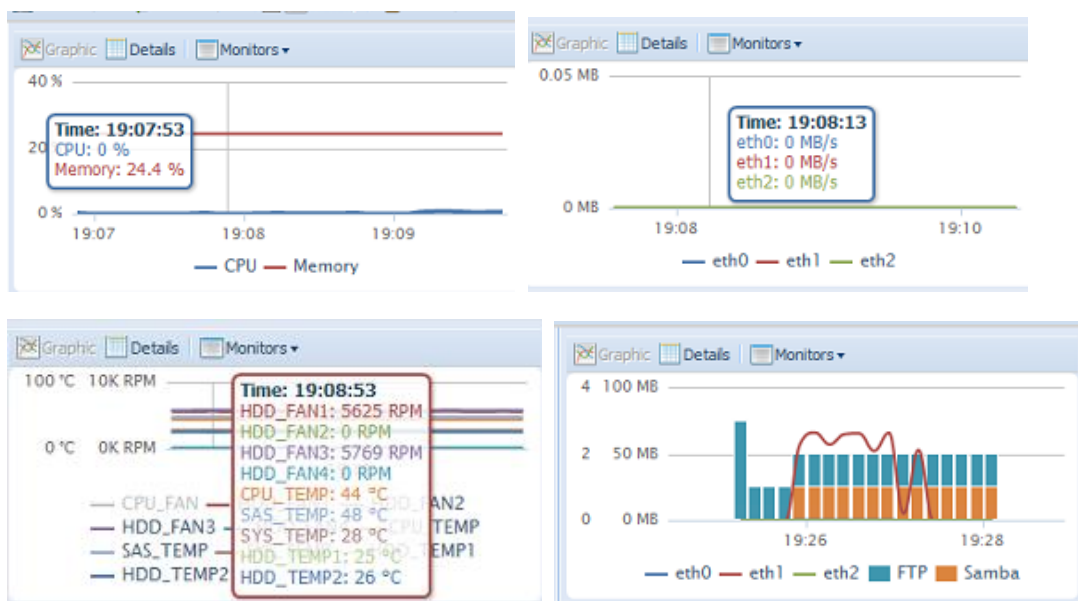 Graphic Details Monitors
40 %
20
0 %
Time: 19:07:53
CPU: 0 %
Memory: 24.4 %
19:07 19:08 19:09
CPU Memory
Graphic Details Monitors
0.05 MB
Time: 19:08:13
eth0: 0 MB/s
eth1: 0 MB/s
eth2: 0 MB/s
0 MB
19:08 19:10
eth0 eth1 eth2
Graphic Details Monitors
100 °C 10K RPM
0 °C 0K RPM
Time: 19:08:53
HDD_FAN1: 5625 RPM
HDD_FAN2: 0 RPM
HDD_FAN3: 5769 RPM
HDD_FAN4: 0 RPM
CPU_TEMP: 44 °C
SAS_TEMP: 48 °C
SYS_TEMP: 28 °C
HDD_TEMP1: 25 °C
HDD_TEMP2: 26 °C
CPU_FAN
HDD_FAN3
SAS_TEMP
HDD_TEMP2
Graphic Details Monitors
4 100 MB
2 50 MB
0 0 MB
19:26 19:28
eth0 eth1 eth2 FTP Samba